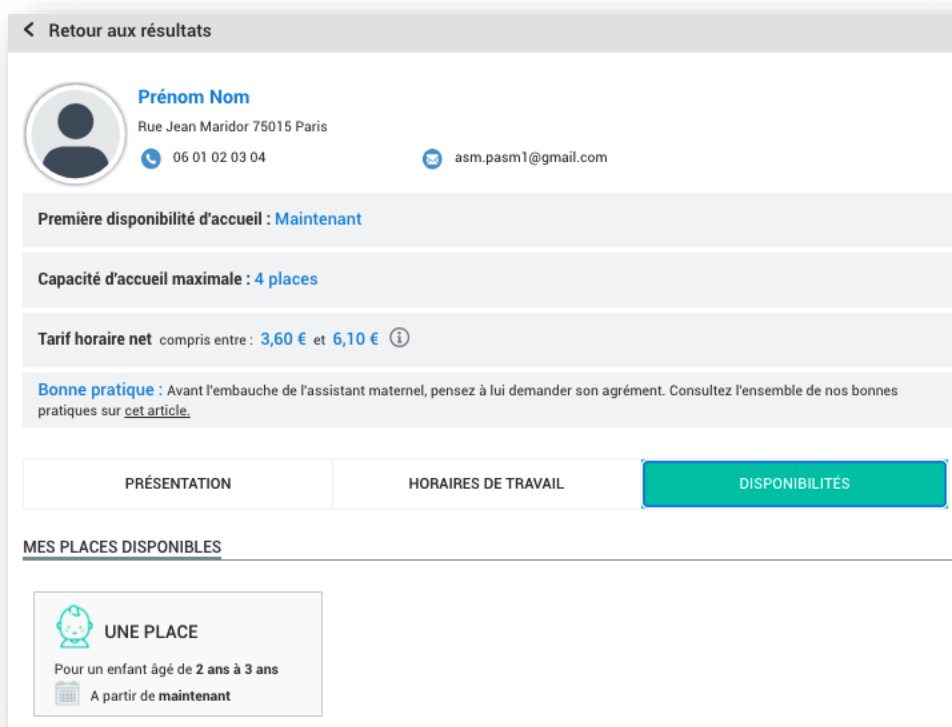 Retour aux résultats
Prénom Nom
Rue Jean Maridor 75015 Paris
06 01 02 03 04 asm.pasm1@gmail.com
Première disponibilité d'accueil : Maintenant
Capacité d'accueil maximale : 4 places
Tarif horaire net compris entre : 3,60 € et 6,10 €
Bonne pratique : Avant l'embauche de l'assistant maternel, pensez à lui demander son agrément. Consultez l'ensemble de nos bonnes
pratiques sur cet article.
PRÉSENTATION HORAIRES DE TRAVAIL DISPONIBILITÉS
MES PLACES DISPONIBLES
UNE PLACE
Pour un enfant âgé de 2 ans à 3 ans
A partir de maintenant